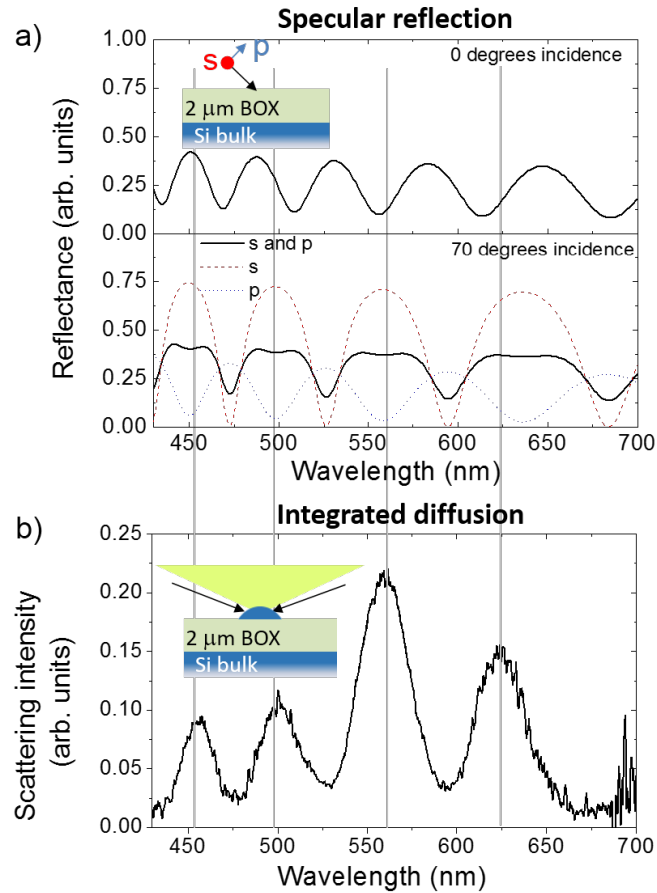 Specular reflection
a)
1.00
0.75
0.50
0.25
0.00
0 degrees incidence
s
p
2 μm BOX
Si bulk
Reflectance (arb. units)
1.00
0.75
0.50
0.25
0.00
s and p
s
p
70 degrees incidence
450 500 550 600 650 700
Wavelength (nm)
b)
Integrated diffusion
0.25
0.20
0.15
0.10
0.05
0.00
2 μm BOX
Si bulk
Scattering intensity
(arb. units)
450 500 550 600 650 700
Wavelength (nm)